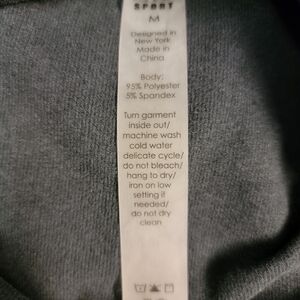 SPORT
M
Designed in
New York
Made in
China
Body:
95% Polyester
5% Spandex
Turn garment
inside out/
machine wash
cold water
delicate cycle/
do not bleach/
hang to dry/
iron on low
setting if
needed/
do not dry
clean